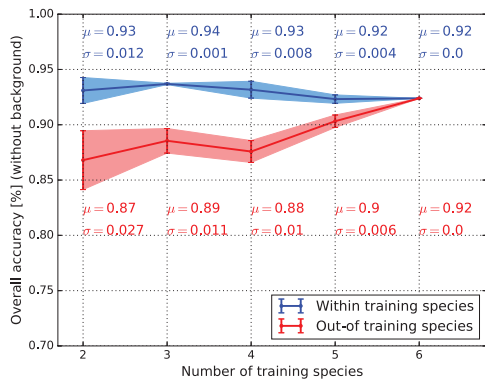 1.00
0.95
0.90
0.85
0.80
0.75
0.70
Overall accuracy [%] (without background)
μ = 0.93 μ = 0.94 μ = 0.93 μ = 0.92 μ = 0.92
σ = 0.012 σ = 0.001 σ = 0.008 σ = 0.004 σ = 0.0
μ = 0.87 μ = 0.89 μ = 0.88 μ = 0.9 μ = 0.92
σ = 0.027 σ = 0.011 σ = 0.01 σ = 0.006 σ = 0.0
Within training species
Out-of training species
2 3 4 5 6
Number of training species